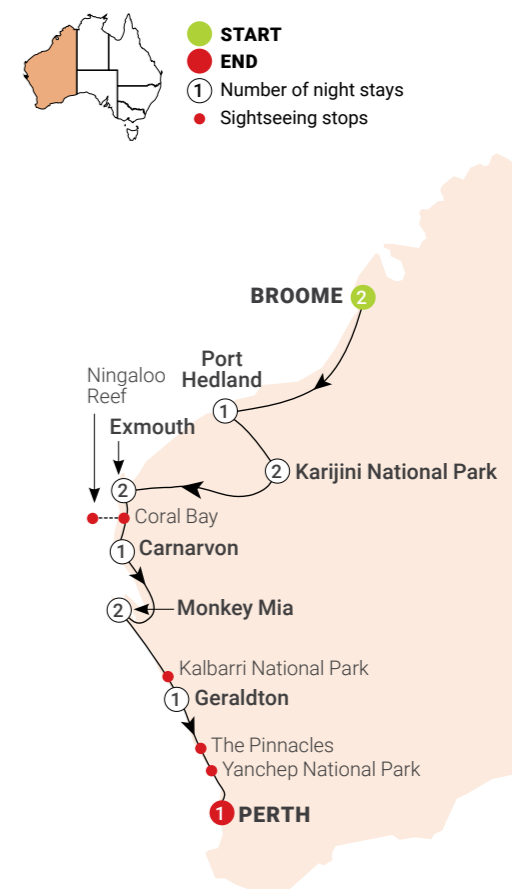 START
END
1 Number of night stays
Sightseeing stops
BROOME 2
Port
Hedland
1
Ningaloo
Reef
Exmouth
2 Karijini National Park
2
Coral Bay
1 Carnarvon
2 Monkey Mia
Kalbarri National Park
1 Geraldton
The Pinnacles
Yanchep National Park
1 PERTH